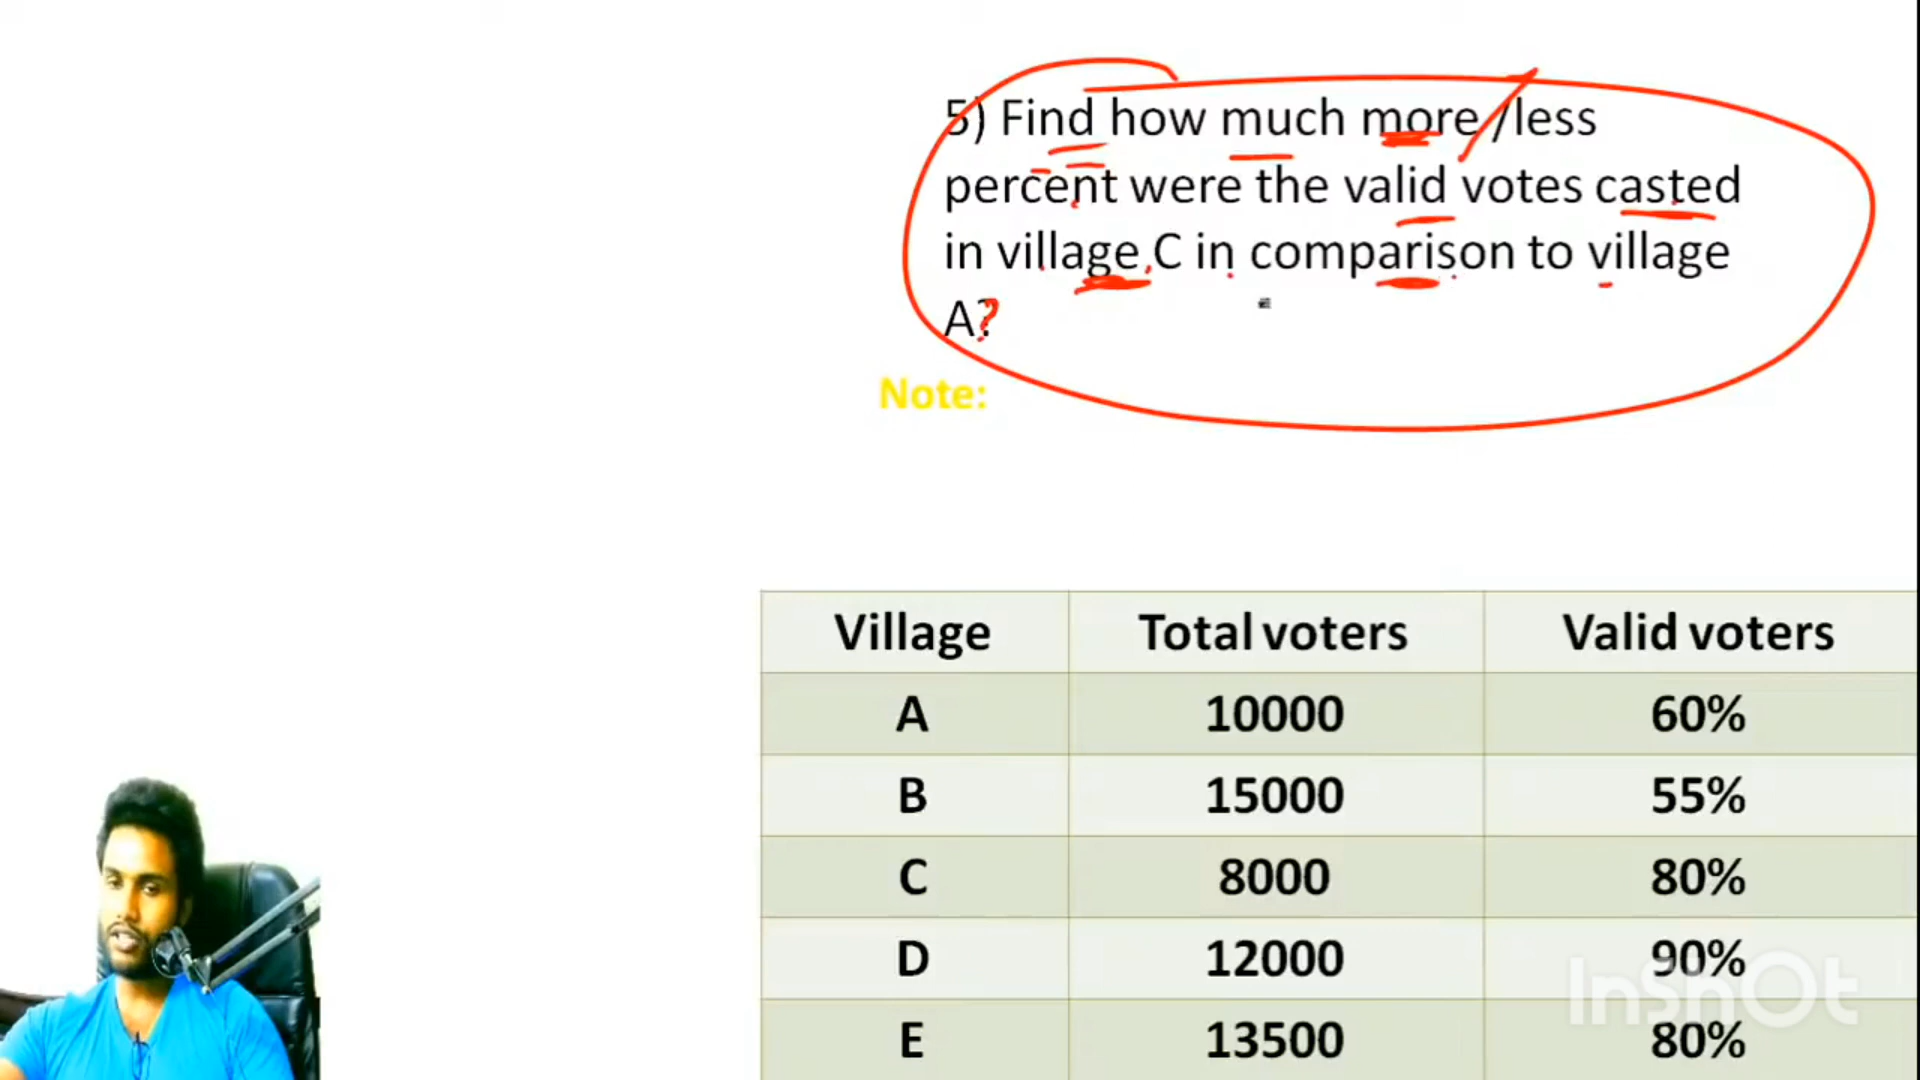 5) Find how much more /less
percent were the valid votes casted
in village C in comparison to village
A?
Note:
Village Total voters Valid voters
A 10000 60%
B 15000 55%
C 8000 80%
D 12000 90%
E 13500 80%
InShOt